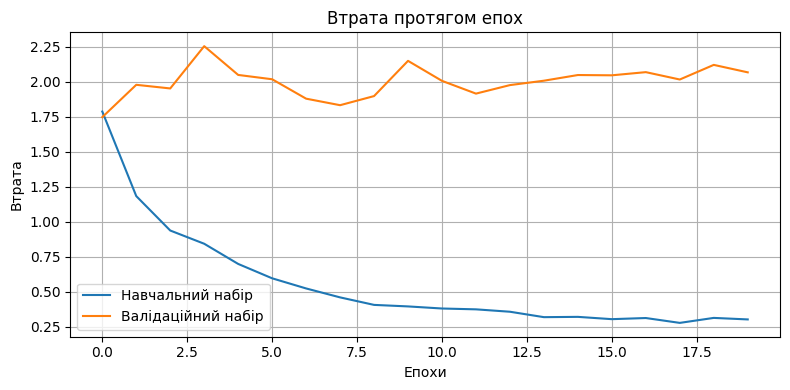 Втрата протягом епох
Втрата
2.25
2.00
1.75
1.50
1.25
1.00
0.75
0.50
0.25
Навчальний набір
Валідаційний набір
0.0 2.5 5.0 7.5 10.0 12.5 15.0 17.5
Епохи